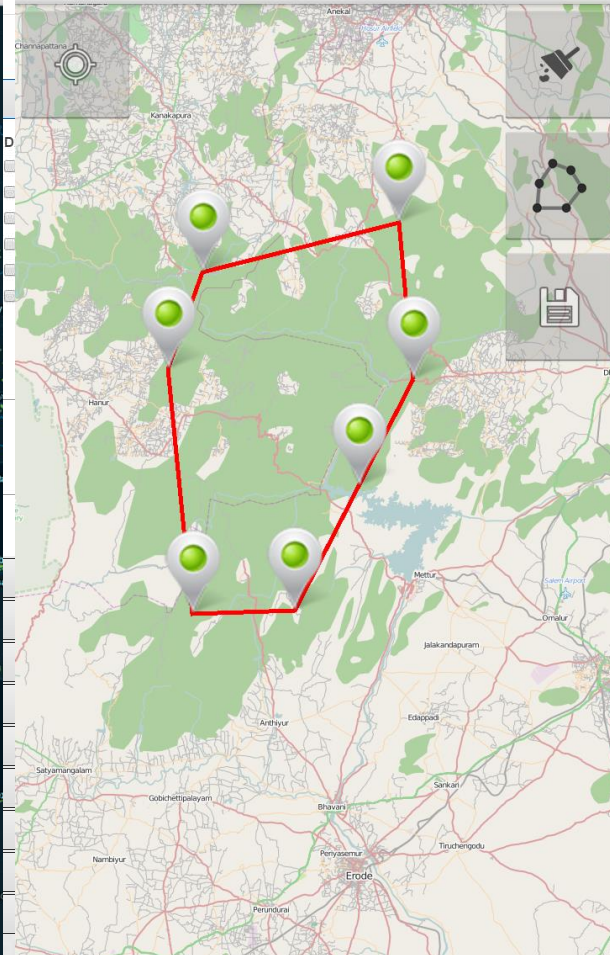 Anekal
Hosur Airfield
Channapattana
Kanakapura
D
Hanur
Mettur
Salem Airport
Omalur
Jalakandapuram
Edappadi
Anthiyur
Satyamangalam
Sankari
Gobichettipalayam
Bhavani
Tiruchengodu
Periyasemur
Nambiyur
Erode
Perundurai